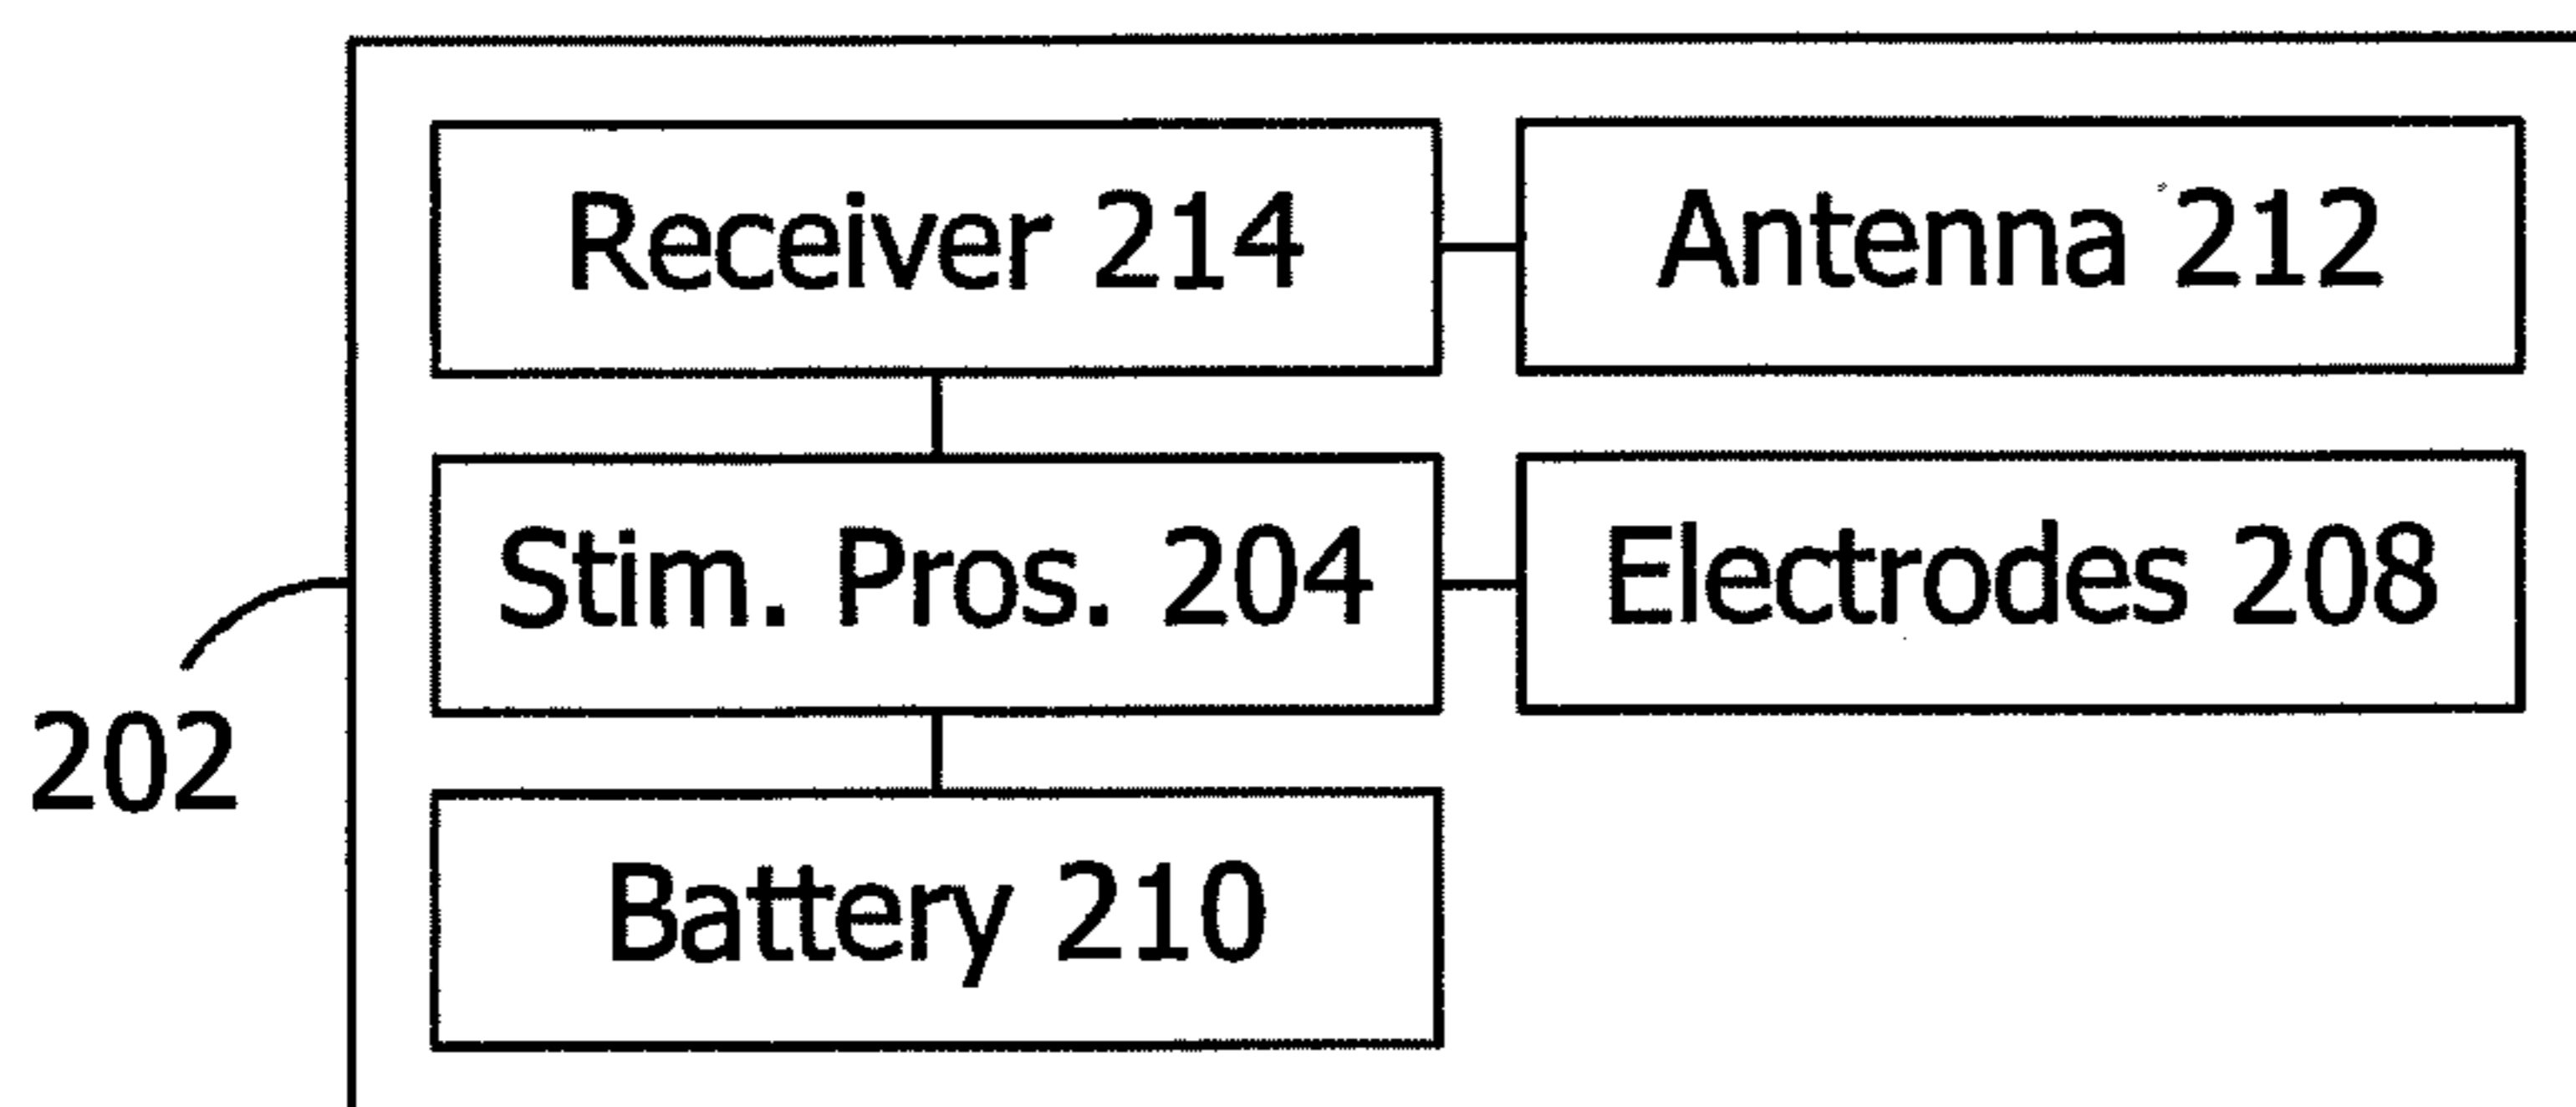 Receiver 214
Antenna 212
Stim. Pros. 204
Electrodes 208
202
Battery 210